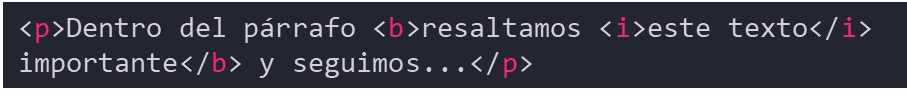 <p>Dentro del párrafo <b>resaltamos <i>este texto</i>
importante</b> y seguimos...</p>